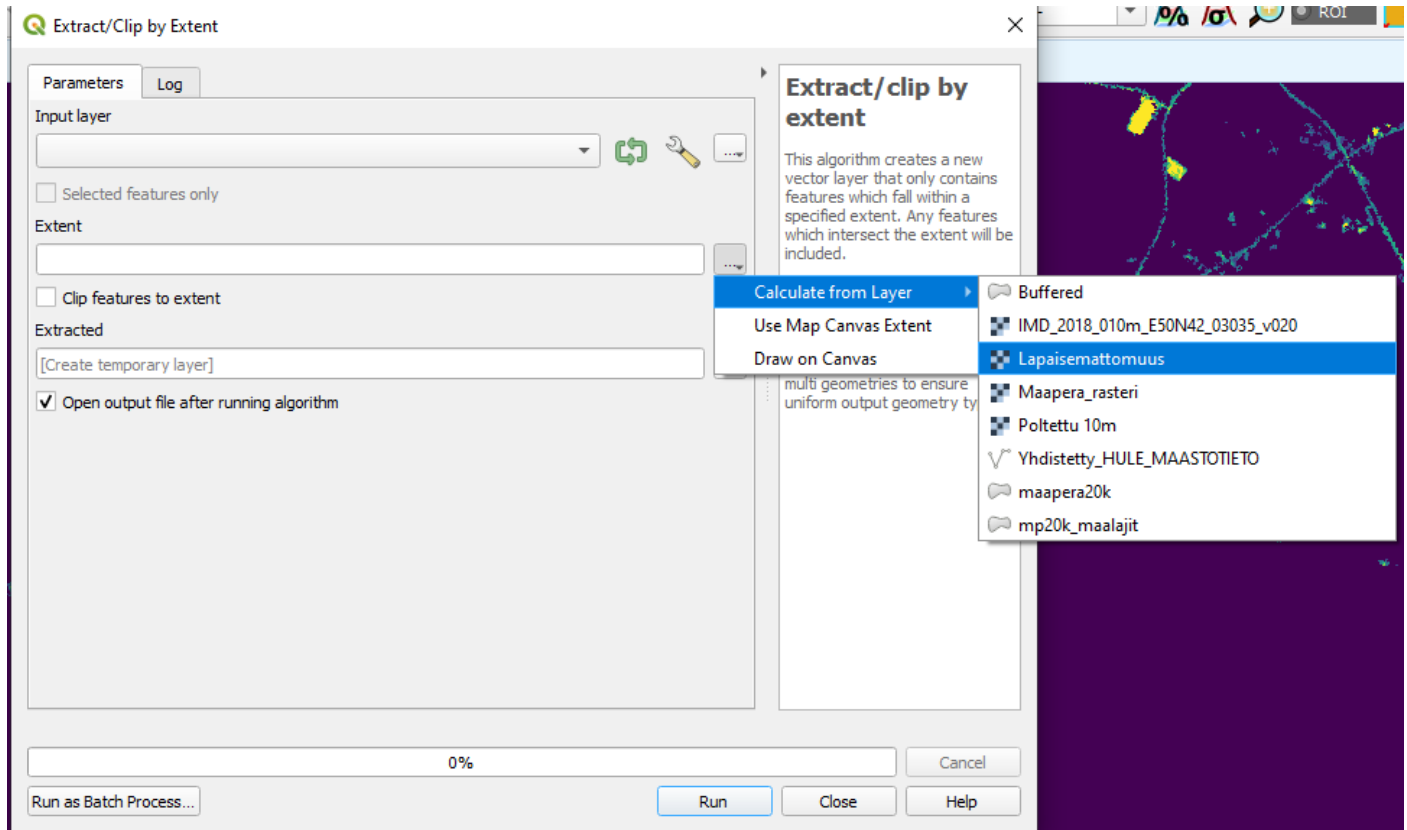 Extract/Clip by Extent
% /σ\ ROI
Parameters
Log
Input layer
...
Selected features only
Extent
...
Clip features to extent
Extracted
[Create temporary layer]
Open output file after running algorithm
Extract/clip by
extent
This algorithm creates a new
vector layer that only contains
features which fall within a
specified extent. Any features
which intersect the extent will be
included.
multi geometries to ensure
uniform output geometry ty
Calculate from Layer
Use Map Canvas Extent
Draw on Canvas
Buffered
IMD_2018_010m_E50N42_03035_v020
Lapaisemattomuus
Maapera_rasteri
Poltettu 10m
Yhdistetty_HULE_MAASTOTIETO
maapera20k
mp20k_maalajit
0%
Cancel
Run as Batch Process...
Run
Close
Help